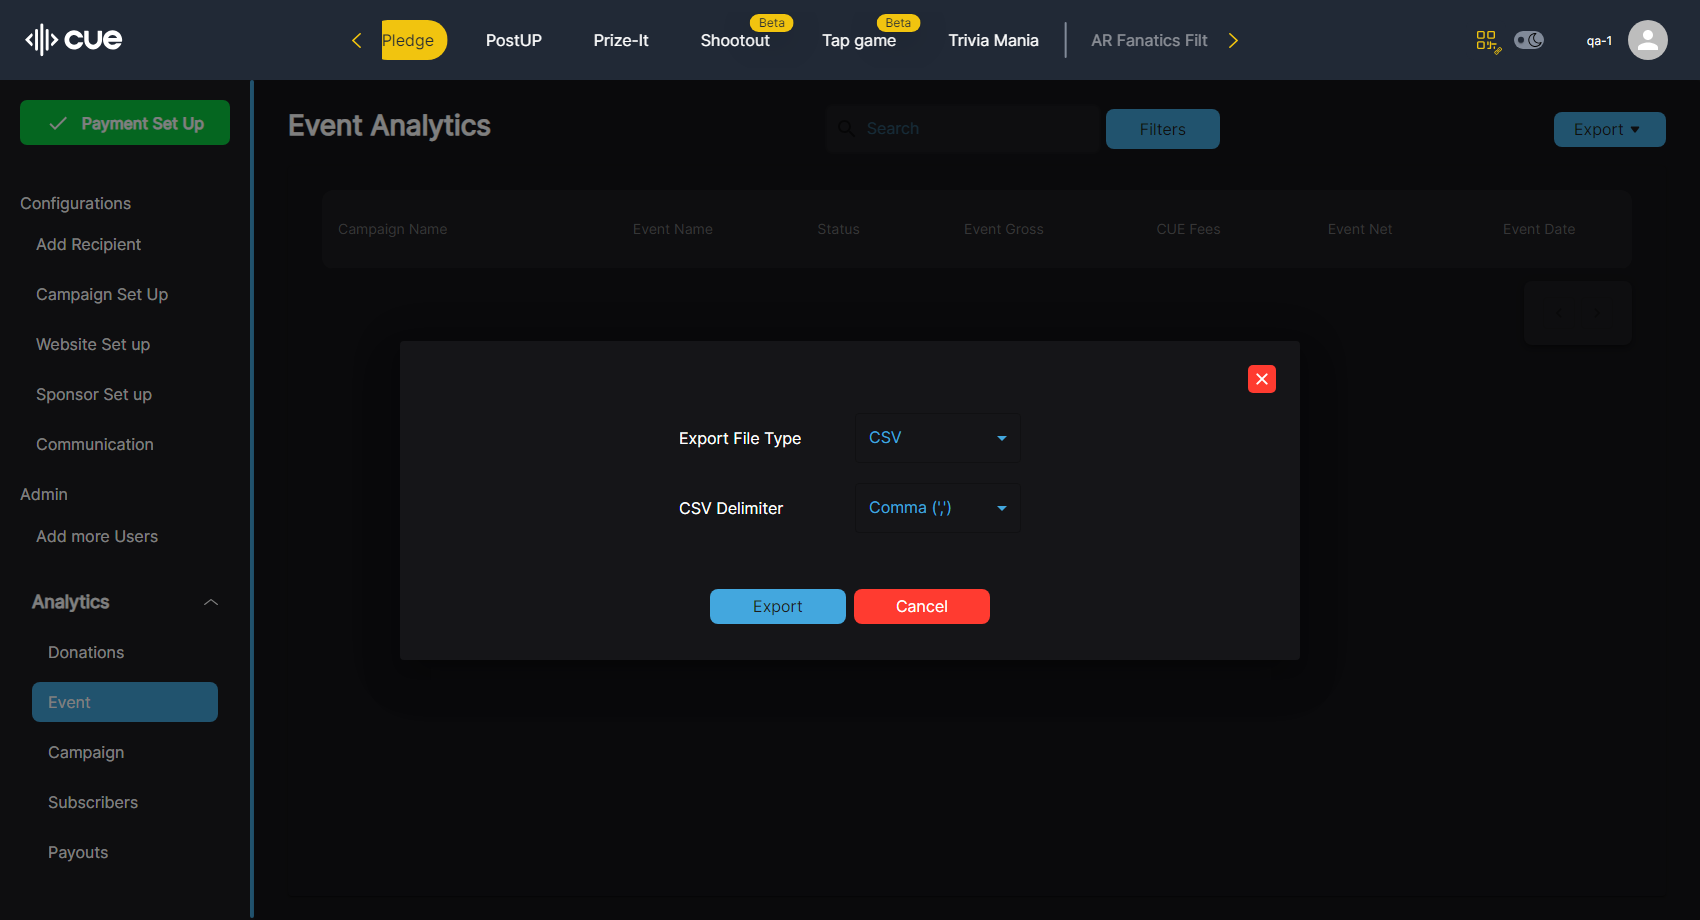 cue
Pledge
PostUP
Prize-It
Shootout
Beta
Tap game
Beta
Trivia Mania
AR Fanatics Filt
qa-1
Payment Set Up
Configurations
Add Recipient
Campaign Set Up
Website Set up
Sponsor Set up
Communication
Admin
Add more Users
Analytics
Donations
Event
Campaign
Subscribers
Payouts
Event Analytics
Search
Filters
Export
Campaign Name
Event Name
Status
Event Gross
CUE Fees
Event Net
Event Date
Export File Type
CSV
CSV Delimiter
Comma (',')
Export
Cancel